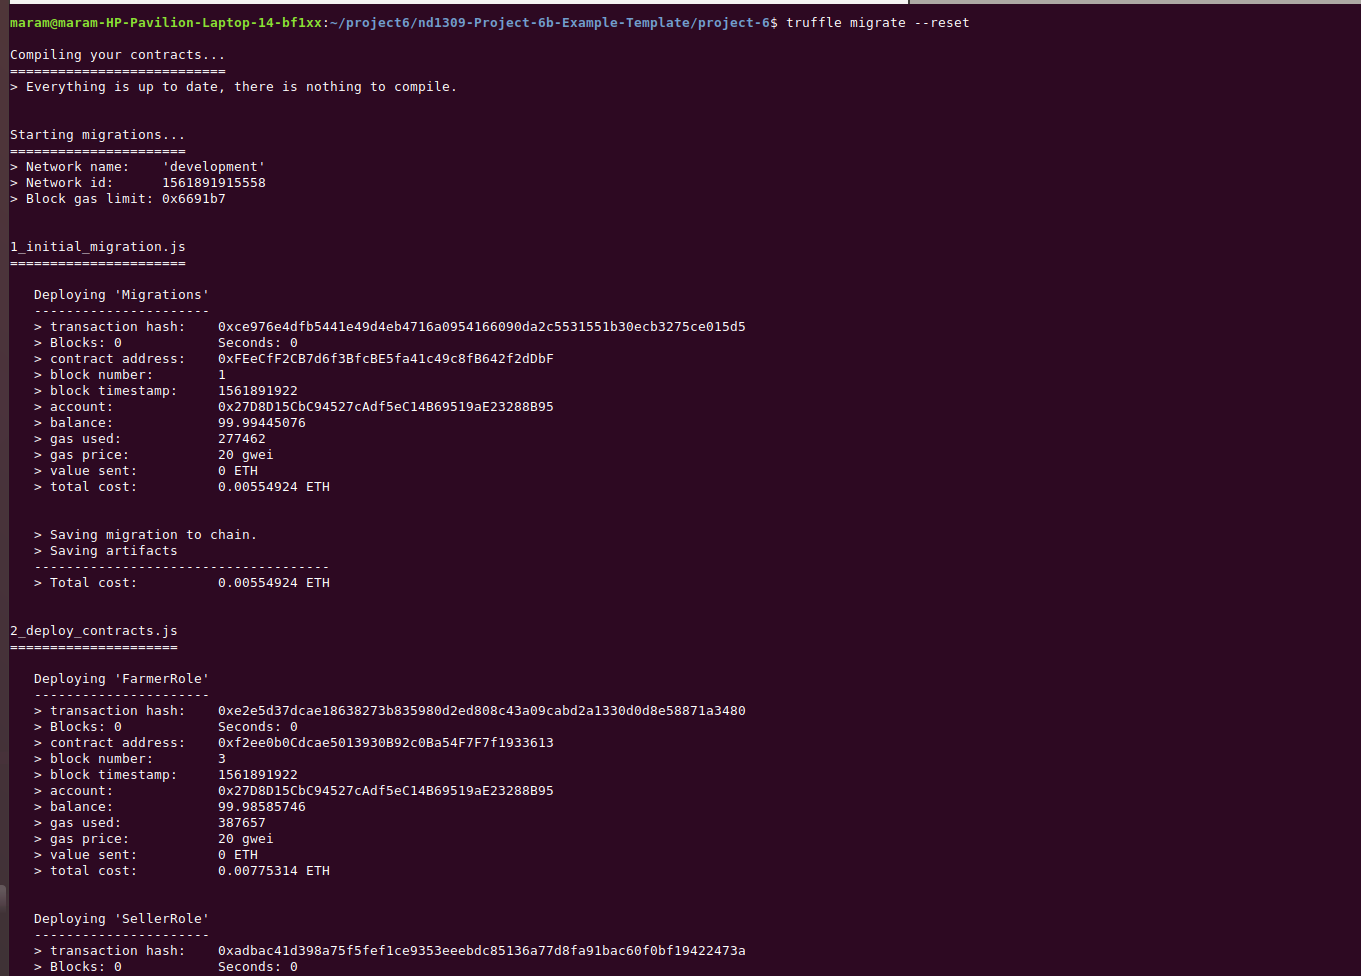 maram@maram-HP-Pavilion-Laptop-14-bf1xx:~/project6/nd1309-Project-6b-Example-Template/project-6$ truffle migrate --reset
Compiling your contracts...
===========================
> Everything is up to date, there is nothing to compile.
Starting migrations...
======================
> Network name:    'development'
> Network id:      1561891915558
> Block gas limit: 0x6691b7
1_initial_migration.js
======================
   Deploying 'Migrations'
   ----------------------
   > transaction hash:    0xce976e4dfb5441e49d4eb4716a0954166090da2c5531551b30ecb3275ce015d5
   > Blocks: 0            Seconds: 0
   > contract address:    0xFEeCfF2CB7d6f3BfcBE5fa41c49c8fB642f2dDbF
   > block number:        1
   > block timestamp:     1561891922
   > account:             0x27D8D15CbC94527cAdf5eC14B69519aE23288B95
   > balance:             99.99445076
   > gas used:            277462
   > gas price:           20 gwei
   > value sent:          0 ETH
   > total cost:          0.00554924 ETH
   > Saving migration to chain.
   > Saving artifacts
   -------------------------------------
   > Total cost:          0.00554924 ETH
2_deploy_contracts.js
=====================
   Deploying 'FarmerRole'
   ----------------------
   > transaction hash:    0xe2e5d37dcae18638273b835980d2ed808c43a09cabd2a1330d0d8e58871a3480
   > Blocks: 0            Seconds: 0
   > contract address:    0xf2ee0b0Cdcae5013930B92c0Ba54F7F7f1933613
   > block number:        3
   > block timestamp:     1561891922
   > account:             0x27D8D15CbC94527cAdf5eC14B69519aE23288B95
   > balance:             99.98585746
   > gas used:            387657
   > gas price:           20 gwei
   > value sent:          0 ETH
   > total cost:          0.00775314 ETH
   Deploying 'SellerRole'
   ----------------------
   > transaction hash:    0xadbac41d398a75f5fef1ce9353eeebdc85136a77d8fa91bac60f0bf19422473a
   > Blocks: 0            Seconds: 0